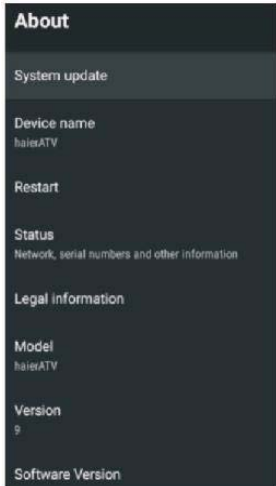 About
System update
Device name
haierATV
Restart
Status
Network, serial numbers and other information
Legal information
Model
haierATV
Version
9
Software Version